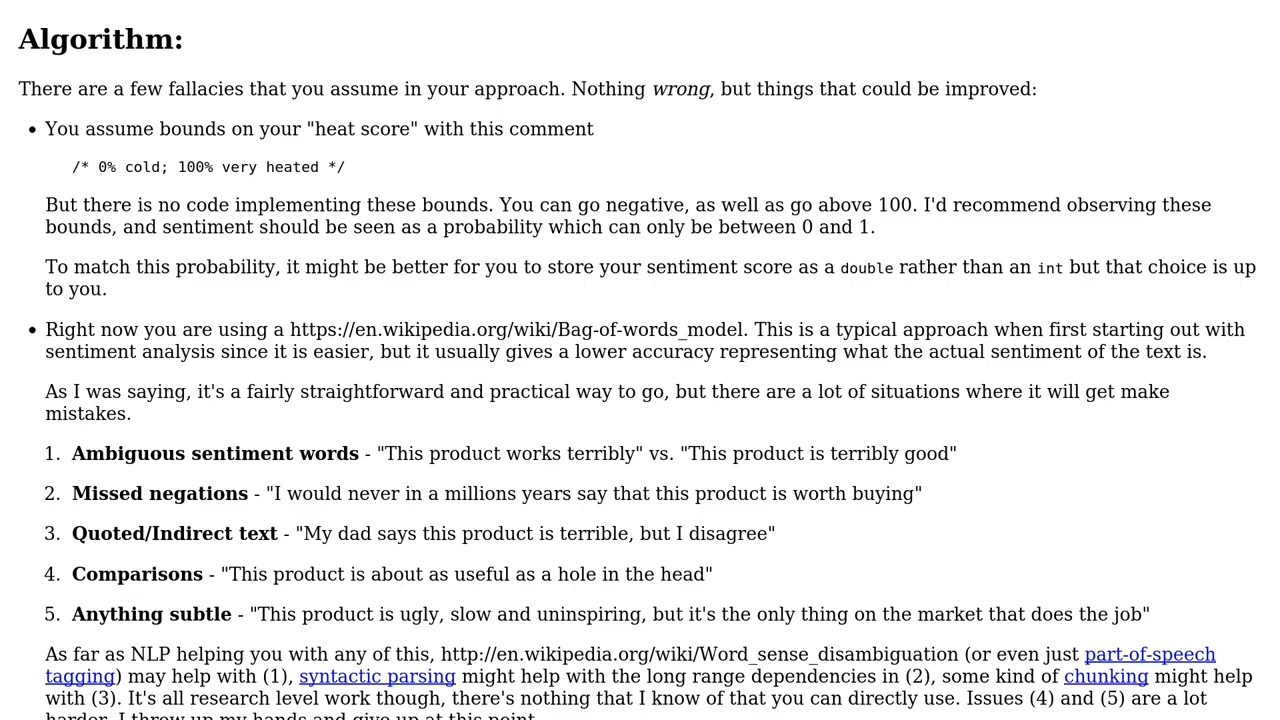 Algorithm:
There are a few fallacies that you assume in your approach. Nothing wrong, but things that could be improved:
• You assume bounds on your "heat score" with this comment
/* 0% cold; 100% very heated */
But there is no code implementing these bounds. You can go negative, as well as go above 100. I'd recommend observing these
bounds, and sentiment should be seen as a probability which can only be between 0 and 1.
To match this probability, it might be better for you to store your sentiment score as a double rather than an int but that choice is up
to you.
• Right now you are using a https://en.wikipedia.org/wiki/Bag-of-words_model. This is a typical approach when first starting out with
sentiment analysis since it is easier, but it usually gives a lower accuracy representing what the actual sentiment of the text is.
As I was saying, it's a fairly straightforward and practical way to go, but there are a lot of situations where it will get make
mistakes.
1. Ambiguous sentiment words - "This product works terribly" vs. "This product is terribly good"
2. Missed negations - "I would never in a millions years say that this product is worth buying"
3. Quoted/Indirect text - "My dad says this product is terrible, but I disagree"
4. Comparisons - "This product is about as useful as a hole in the head"
5. Anything subtle - "This product is ugly, slow and uninspiring, but it's the only thing on the market that does the job"
As far as NLP helping you with any of this, http://en.wikipedia.org/wiki/Word_sense_disambiguation (or even just part-of-speech
tagging) may help with (1), syntactic parsing might help with the long range dependencies in (2), some kind of chunking might help
with (3). It's all research level work though, there's nothing that I know of that you can directly use. Issues (4) and (5) are a lot
harder, I throw up my hands and give up at this point.